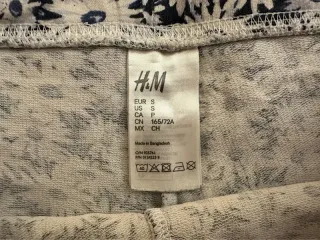 H&M
EUR S
US S
CA P
CN 165/72A
MX CH
Made in Bangladesh